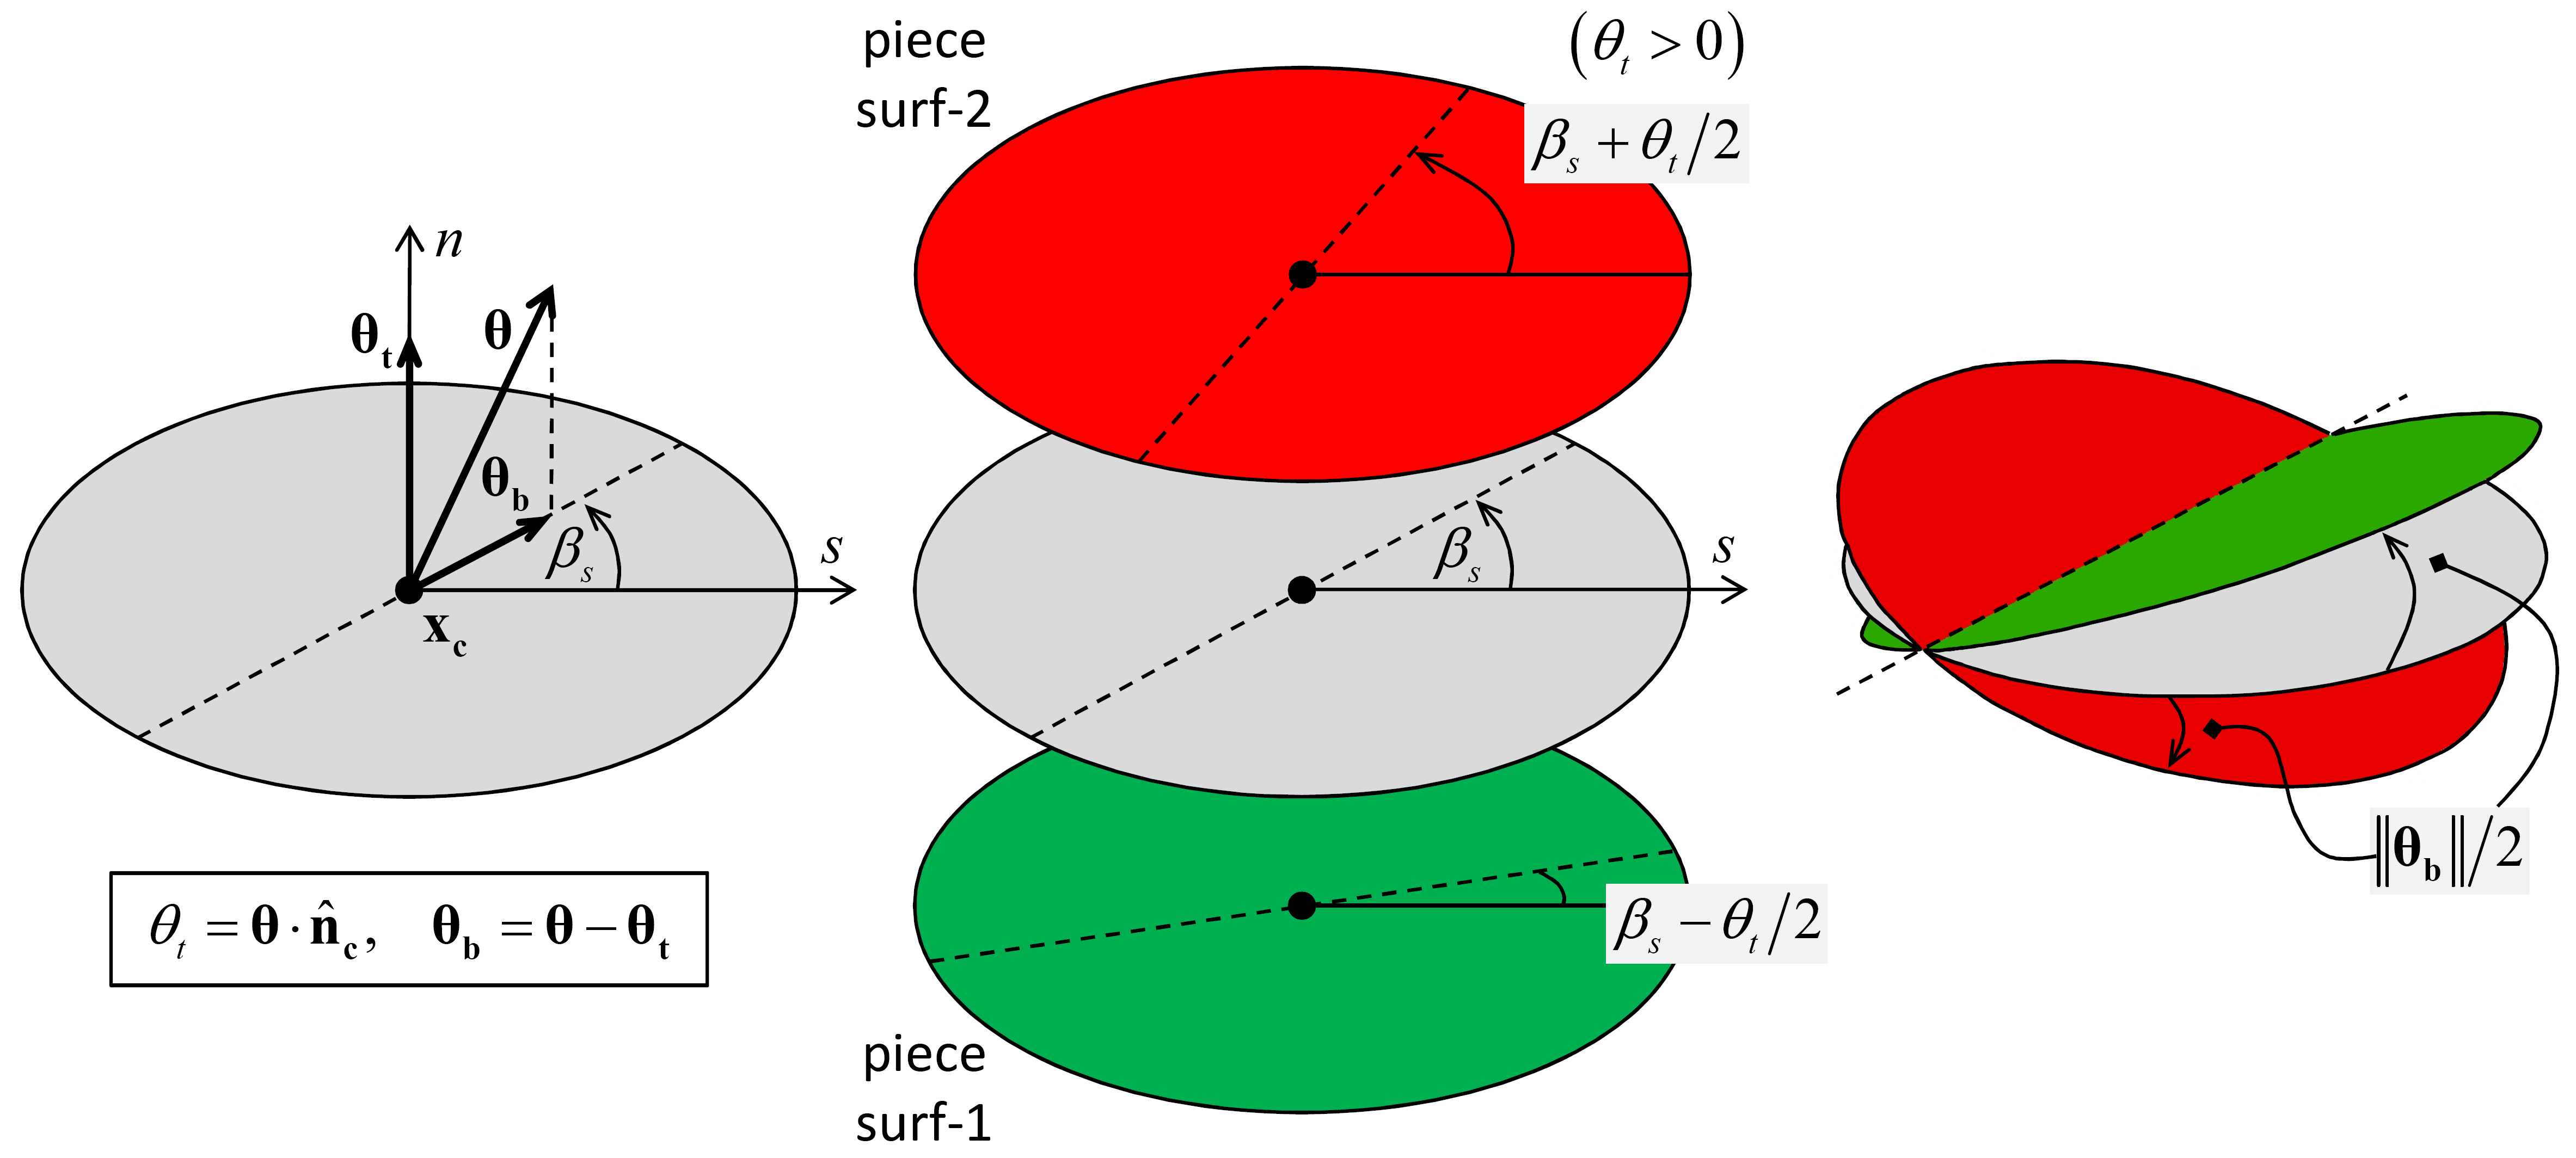 n
θ_t
θ
θ_b
β_s
s
x_c
θ_t = θ · n̂_c, θ_b = θ − θ_t
piece
surf-2
(θ_t > 0)
β_s + θ_t/2
β_s
s
β_s − θ_t/2
piece
surf-1
‖θ_b‖/2